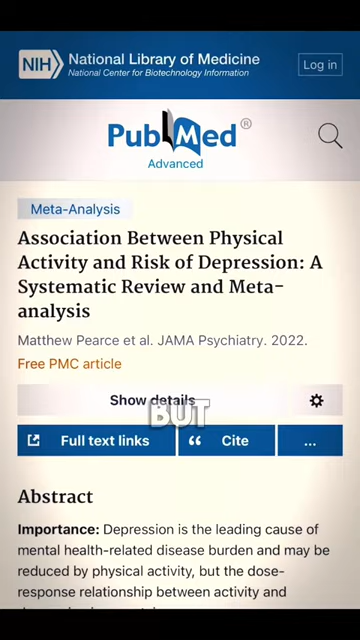 NIH
National Library of Medicine
National Center for Biotechnology Information
Log in
PubMed®
Advanced
Meta-Analysis
Association Between Physical
Activity and Risk of Depression: A
Systematic Review and Meta-
analysis
Matthew Pearce et al. JAMA Psychiatry. 2022.
Free PMC article
Show details
BUT
Full text links
Cite
...
Abstract
Importance: Depression is the leading cause of
mental health-related disease burden and may be
reduced by physical activity, but the dose-
response relationship between activity and